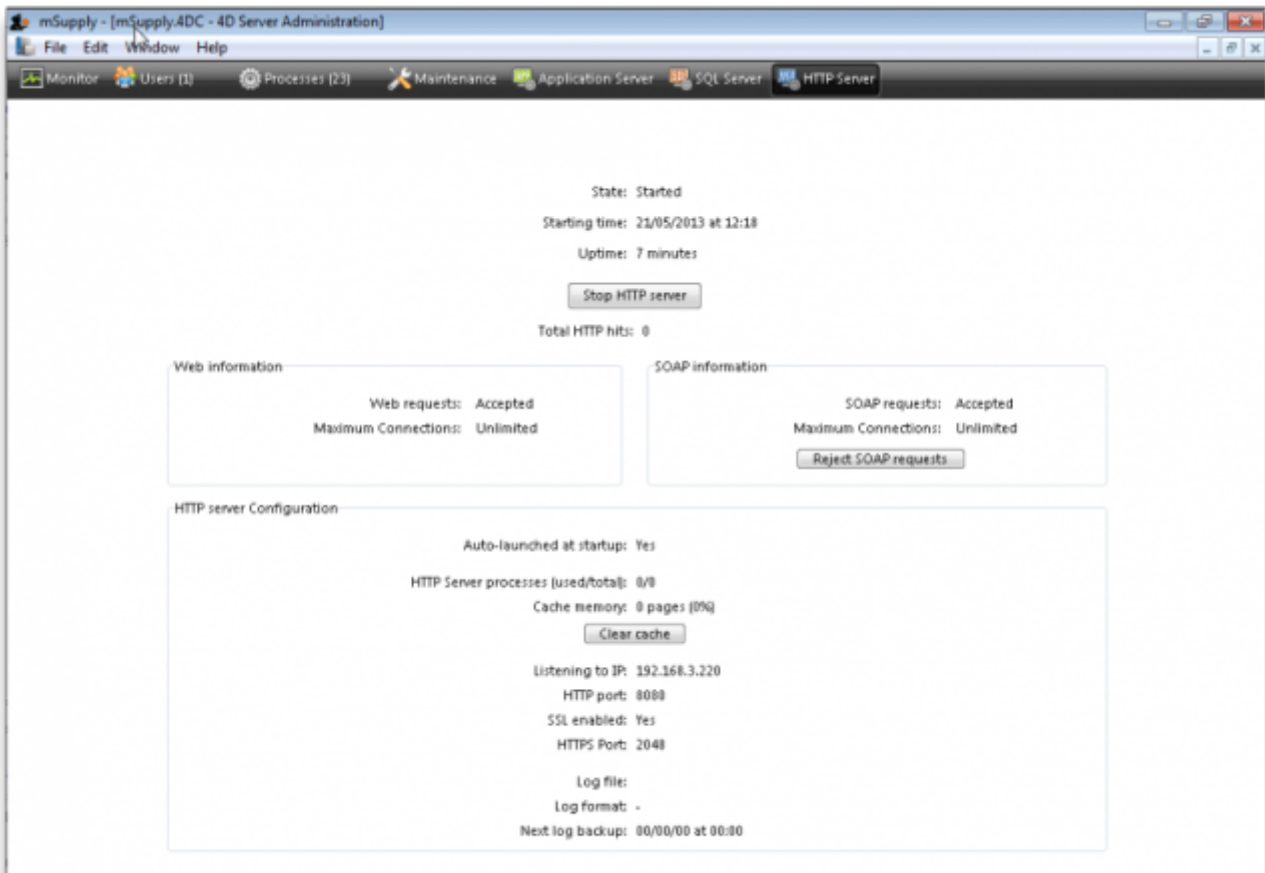 mSupply - [mSupply.4DC - 4D Server Administration]
File Edit Window Help
Monitor Users (1) Processes (23) Maintenance Application Server SQL Server HTTP Server
State: Started
Starting time: 21/05/2013 at 12:18
Uptime: 7 minutes
Stop HTTP server
Total HTTP hits: 0
Web information
Web requests: Accepted
Maximum Connections: Unlimited
SOAP information
SOAP requests: Accepted
Maximum Connections: Unlimited
Reject SOAP requests
HTTP server Configuration
Auto-launched at startup: Yes
HTTP Server processes (used/total): 0/0
Cache memory: 0 pages (0%)
Clear cache
Listening to IP: 192.168.3.220
HTTP port: 8080
SSL enabled: Yes
HTTPS Port: 2048
Log file:
Log format: -
Next log backup: 00/00/00 at 00:00